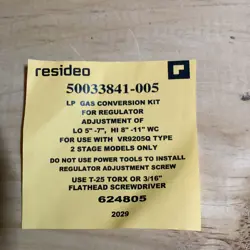 resideo
50033841-005
LP GAS CONVERSION KIT
FOR REGULATOR
ADJUSTMENT OF
LO 5" -7", HI 8" -11" WC
FOR USE WITH VR9205Q TYPE
2 STAGE MODELS ONLY
DO NOT USE POWER TOOLS TO INSTALL
REGULATOR ADJUSTMENT SCREW
USE T-25 TORX OR 3/16"
FLATHEAD SCREWDRIVER
624805
2029